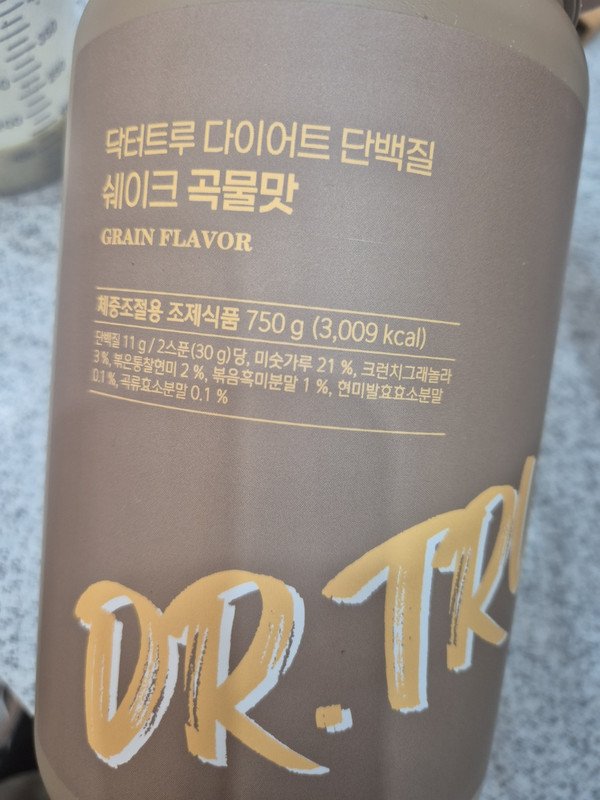 닥터트루 다이어트 단백질
쉐이크 곡물맛
GRAIN FLAVOR
체중조절용 조제식품 750 g (3,009 kcal)
단백질 11 g / 2스푼(30 g)당, 미숫가루 21 %, 크런치그래놀라
3 %, 볶은통찰현미 2 %, 볶음흑미분말 1 %, 현미발효효소분말
0.1 %, 곡류효소분말 0.1 %
DR.TRU